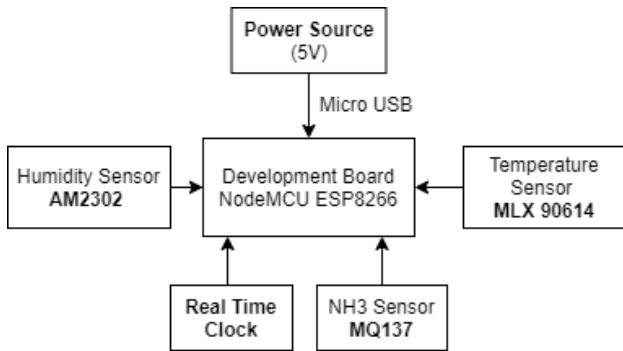 Power Source
(5V)
Micro USB
Humidity Sensor
AM2302
Development Board
NodeMCU ESP8266
Temperature
Sensor
MLX 90614
Real Time
Clock
NH3 Sensor
MQ137